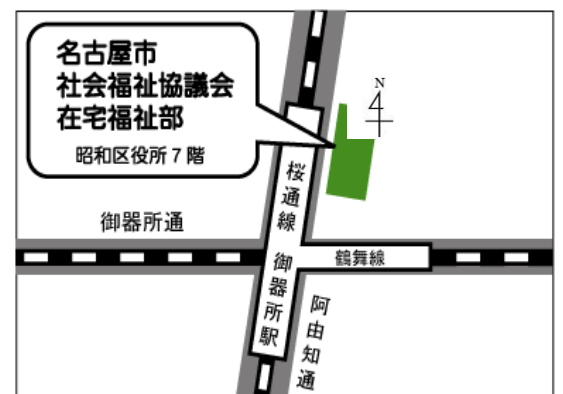 名古屋市
社会福祉協議会
在宅福祉部
昭和区役所7階
N
桜通線
御器所通
鶴舞線
御器所駅
阿由知通